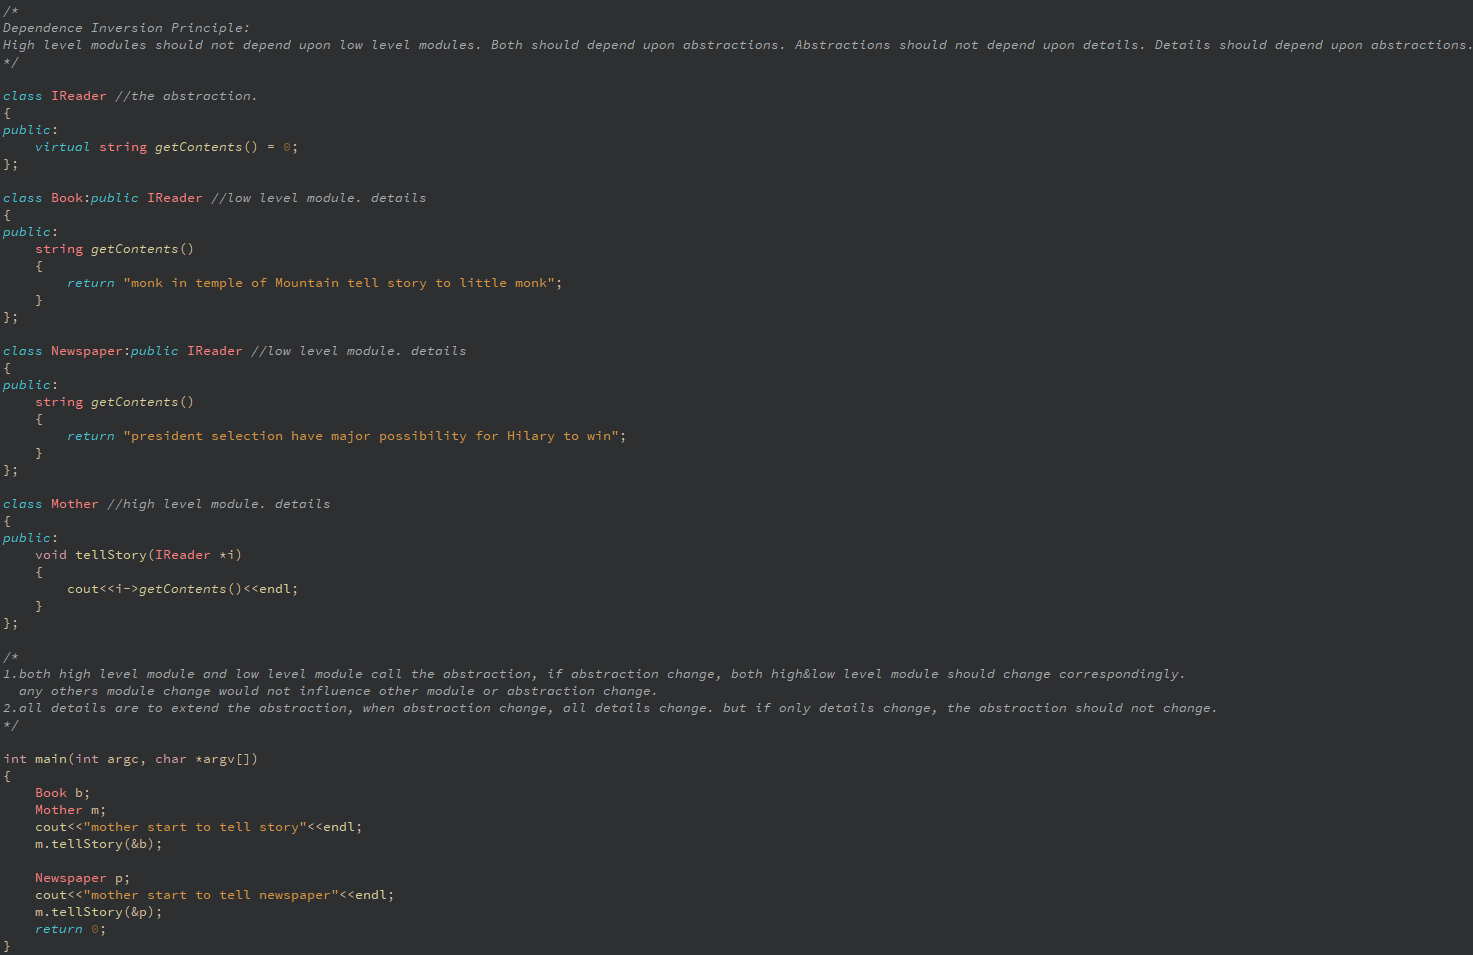 /*
Dependence Inversion Principle:
High level modules should not depend upon low level modules. Both should depend upon abstractions. Abstractions should not depend upon details. Details should depend upon abstractions.
*/
class IReader //the abstraction.
{
public:
    virtual string getContents() = 0;
};
class Book:public IReader //low level module. details
{
public:
    string getContents()
    {
        return "monk in temple of Mountain tell story to little monk";
    }
};
class Newspaper:public IReader //low level module. details
{
public:
    string getContents()
    {
        return "president selection have major possibility for Hilary to win";
    }
};
class Mother //high level module. details
{
public:
    void tellStory(IReader *i)
    {
        cout<<i->getContents()<<endl;
    }
};
/*
1.both high level module and low level module call the abstraction, if abstraction change, both high&low level module should change correspondingly.
  any others module change would not influence other module or abstraction change.
2.all details are to extend the abstraction, when abstraction change, all details change. but if only details change, the abstraction should not change.
*/
int main(int argc, char *argv[])
{
    Book b;
    Mother m;
    cout<<"mother start to tell story"<<endl;
    m.tellStory(&b);
    Newspaper p;
    cout<<"mother start to tell newspaper"<<endl;
    m.tellStory(&p);
    return 0;
}